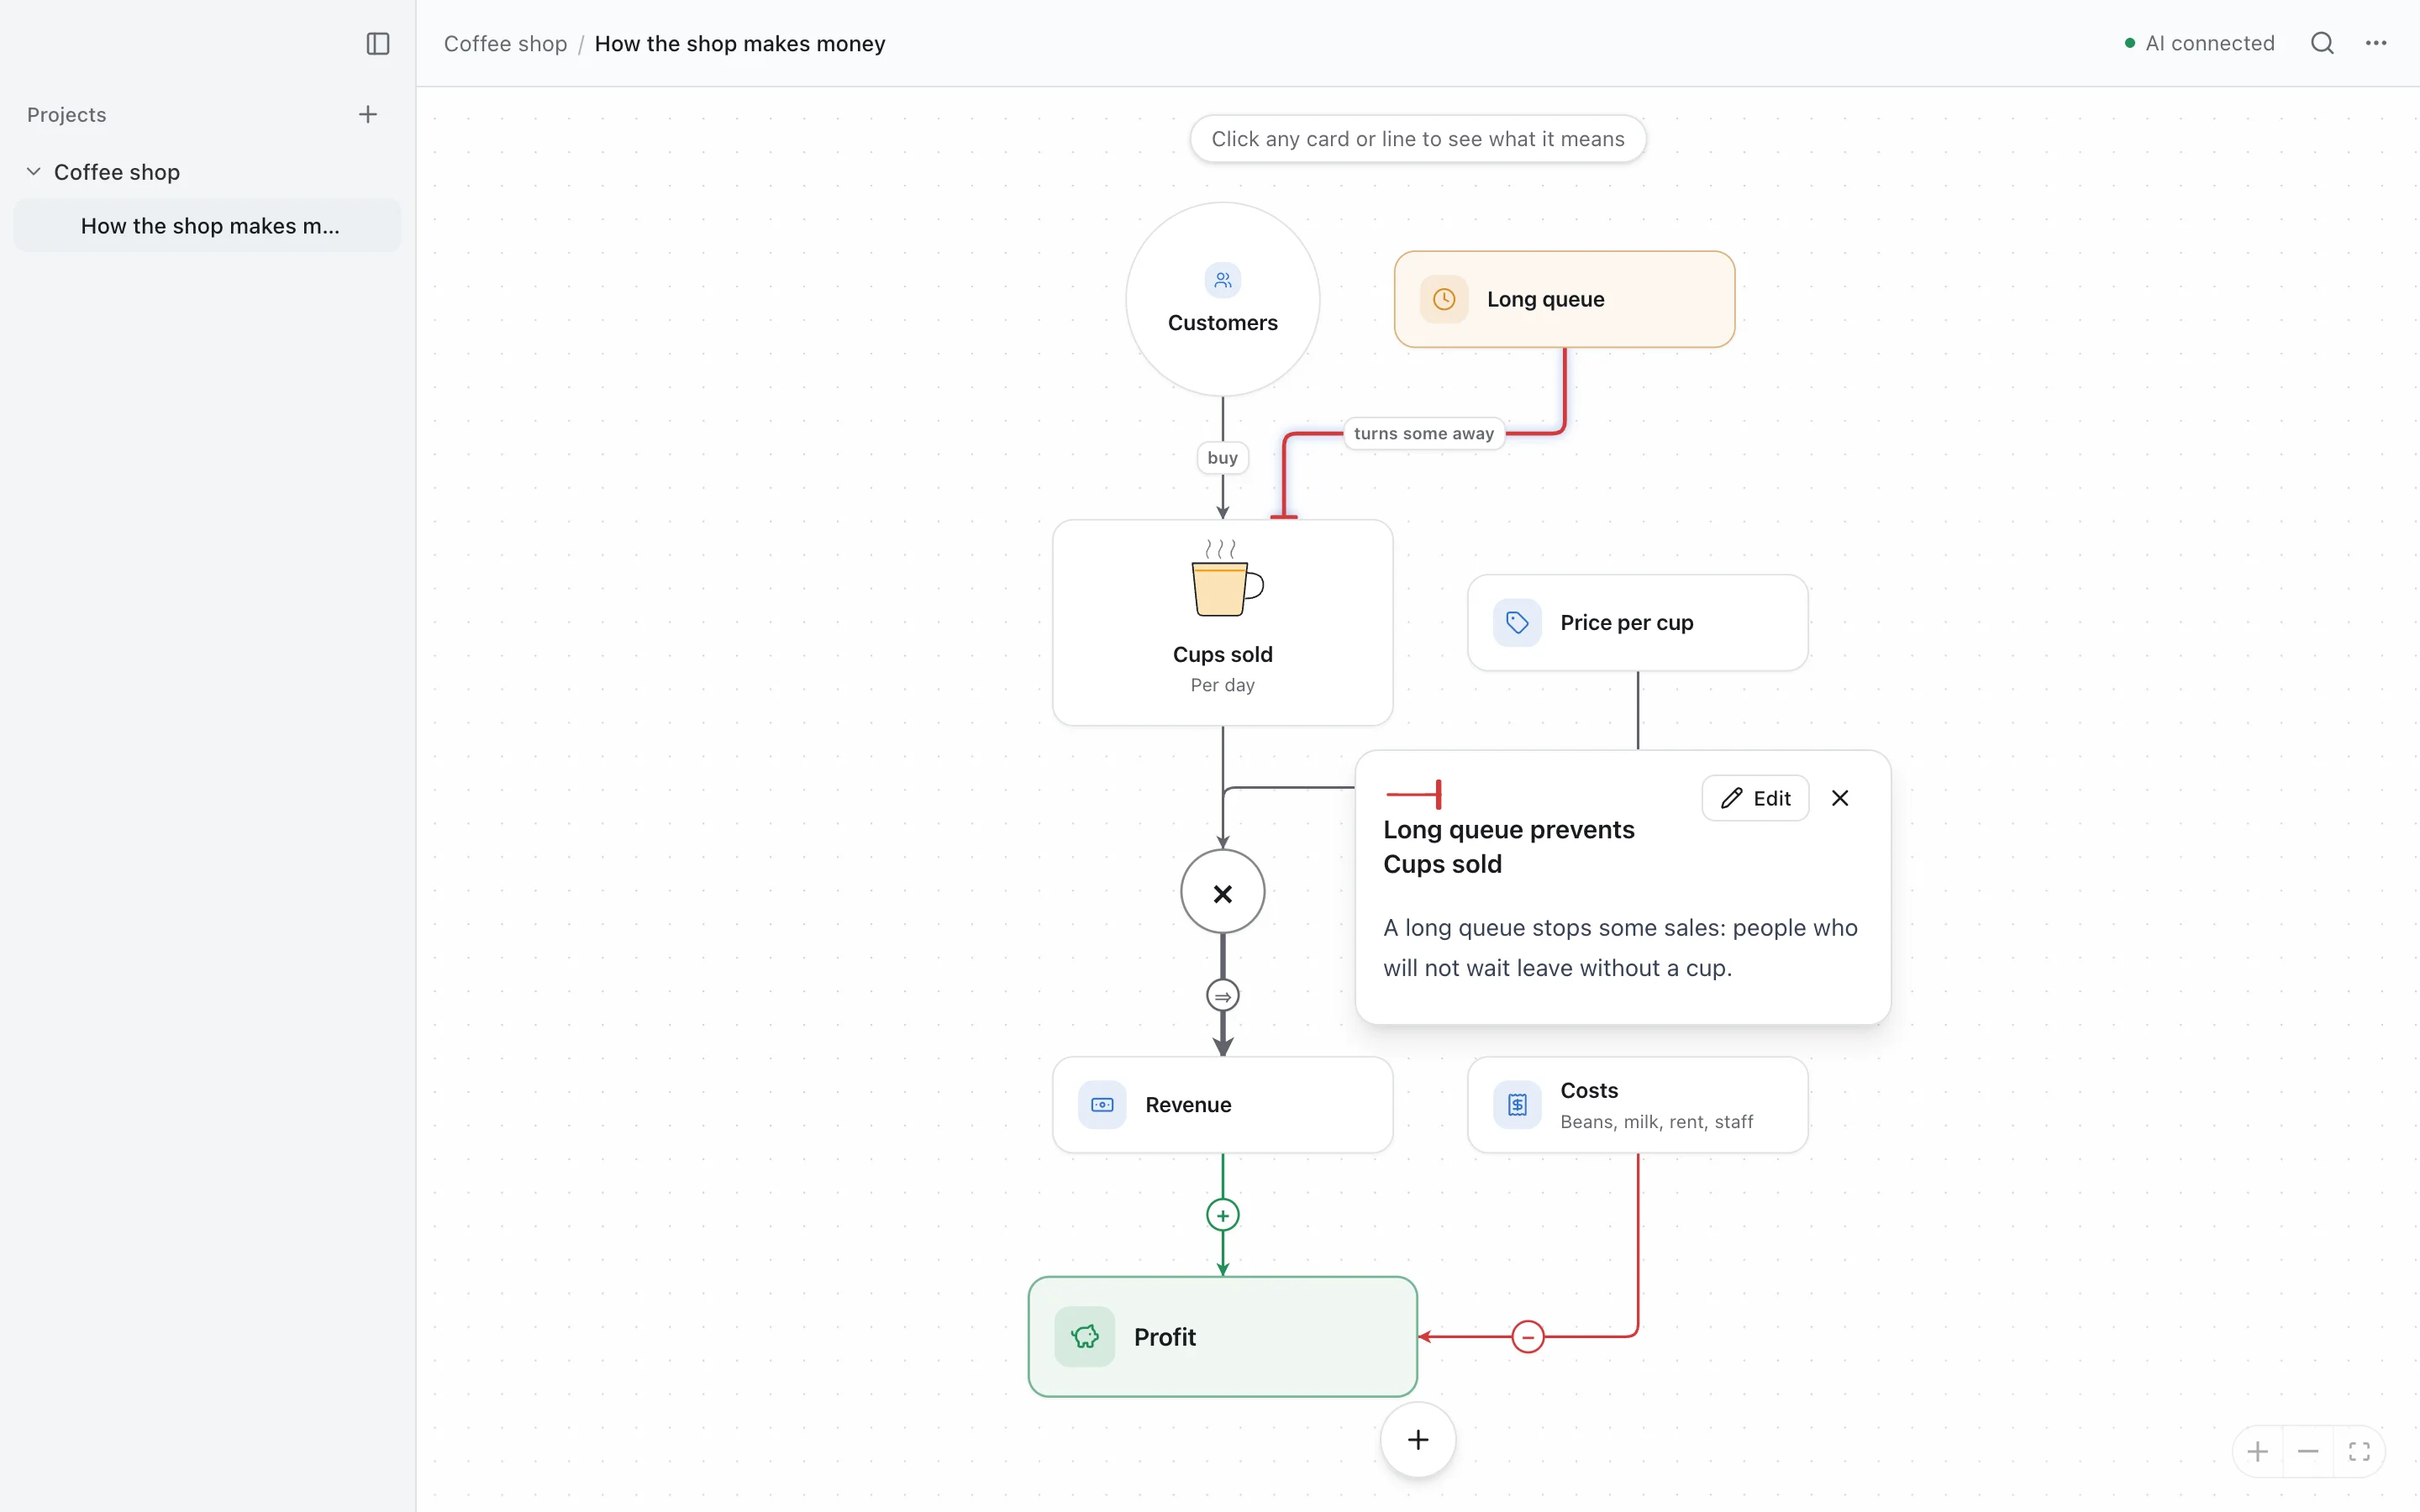 Coffee shop / How the shop makes money
AI connected
Projects
Coffee shop
How the shop makes m...
Click any card or line to see what it means
Customers
Long queue
turns some away
buy
Cups sold
Per day
Price per cup
Edit
Long queue prevents
Cups sold
A long queue stops some sales: people who
will not wait leave without a cup.
Revenue
Costs
Beans, milk, rent, staff
Profit